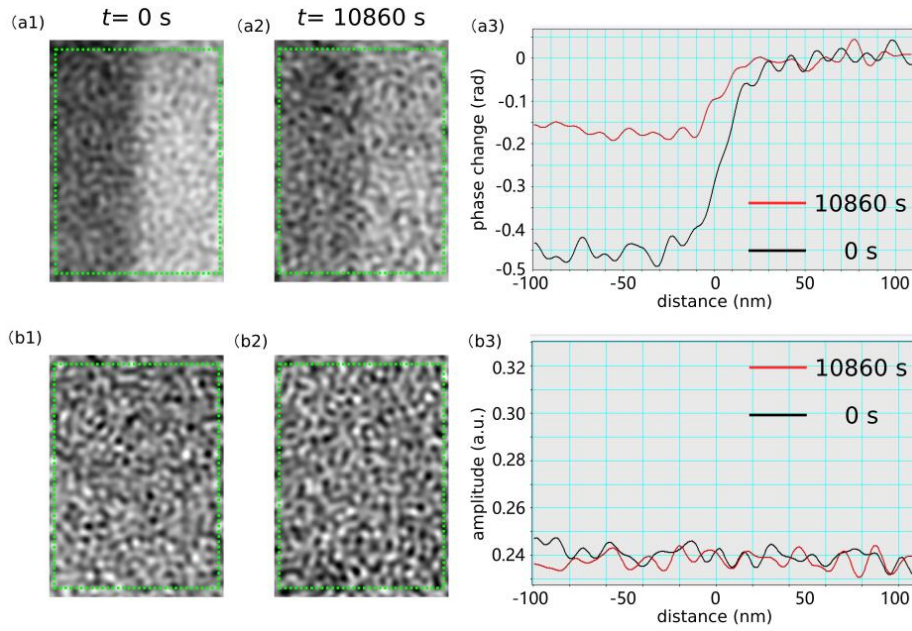 (a1)
t= 0 s
(a2)
t= 10860 s
(a3)
0
-0.1
-0.2
-0.3
-0.4
-0.5
phase change (rad)
10860 s
0 s
-100
-50
0
50
100
distance (nm)
(b1)
(b2)
(b3)
0.32
0.30
0.28
0.26
0.24
amplitude (a.u.)
10860 s
0 s
-100
-50
0
50
100
distance (nm)